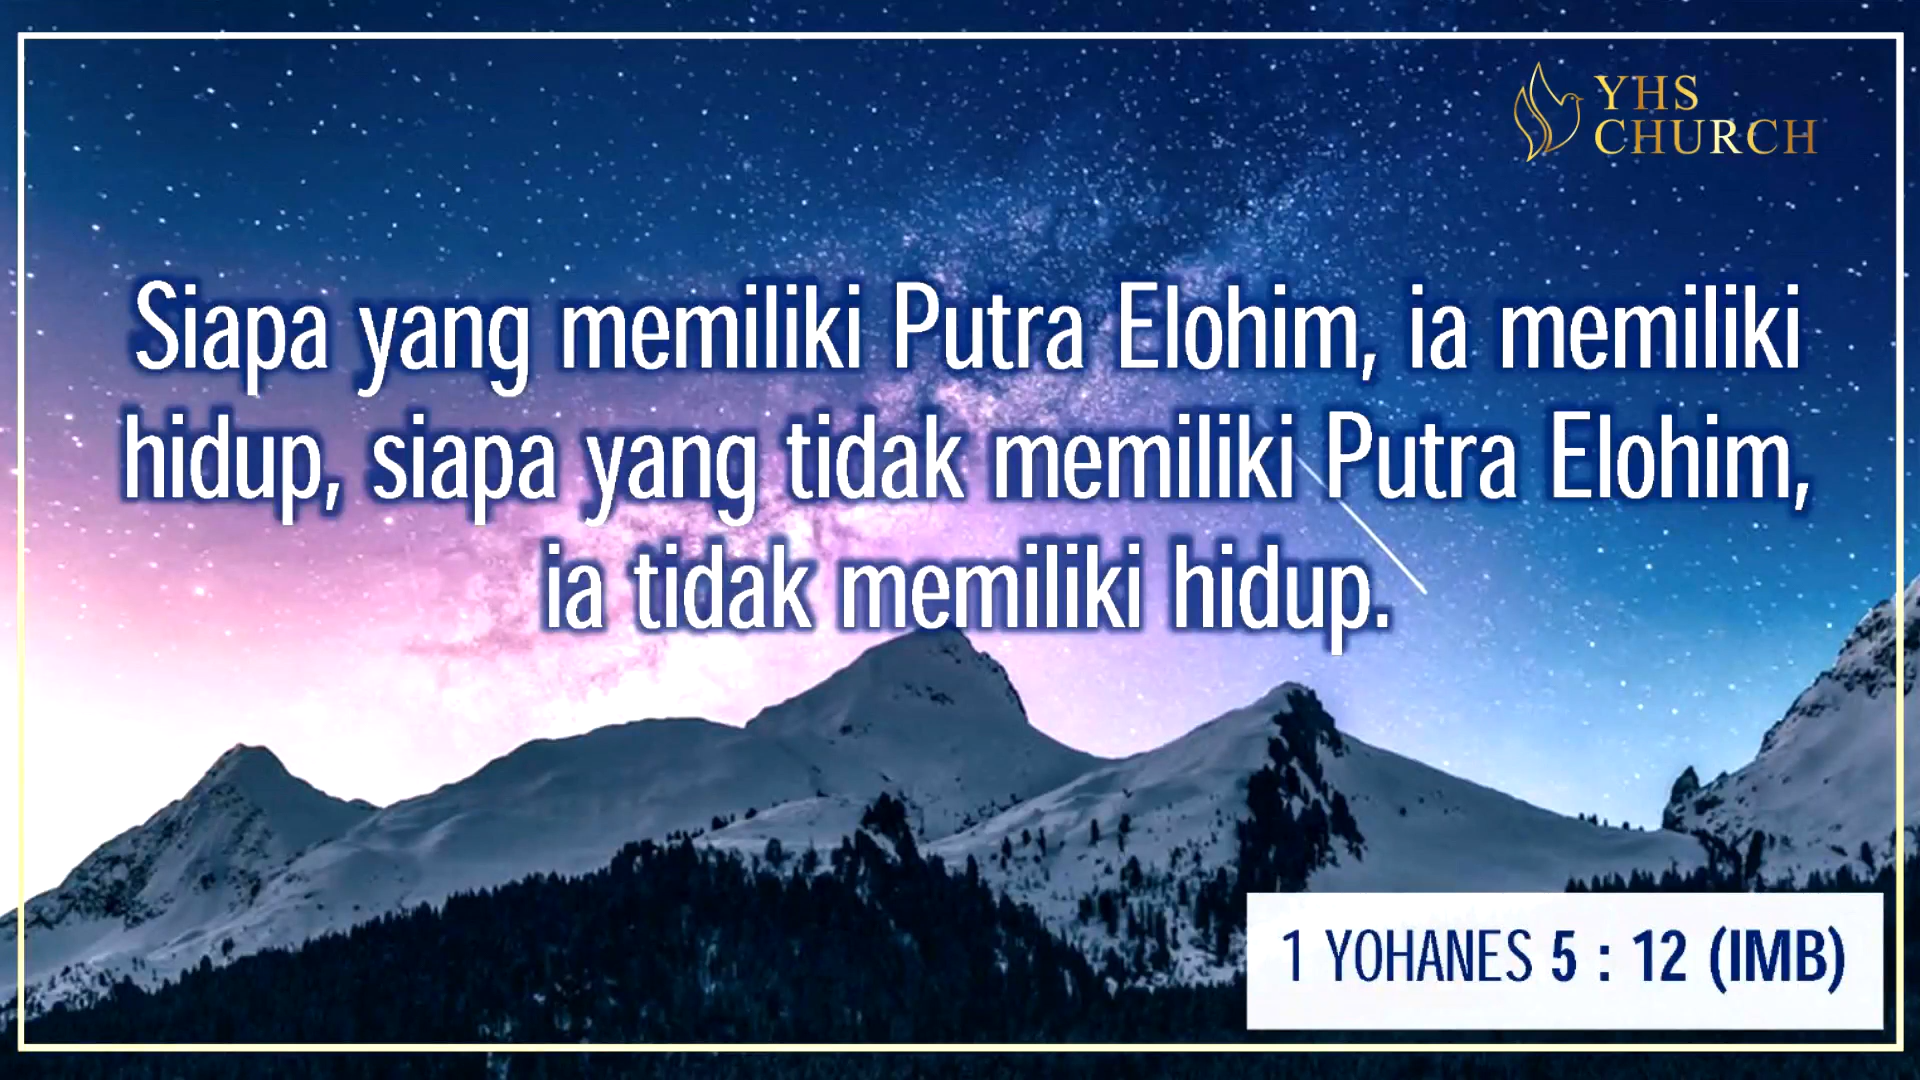 YHS
CHURCH
Siapa yang memiliki Putra Elohim, ia memiliki
hidup, siapa yang tidak memiliki Putra Elohim,
ia tidak memiliki hidup.
1 YOHANES 5 : 12 (IMB)